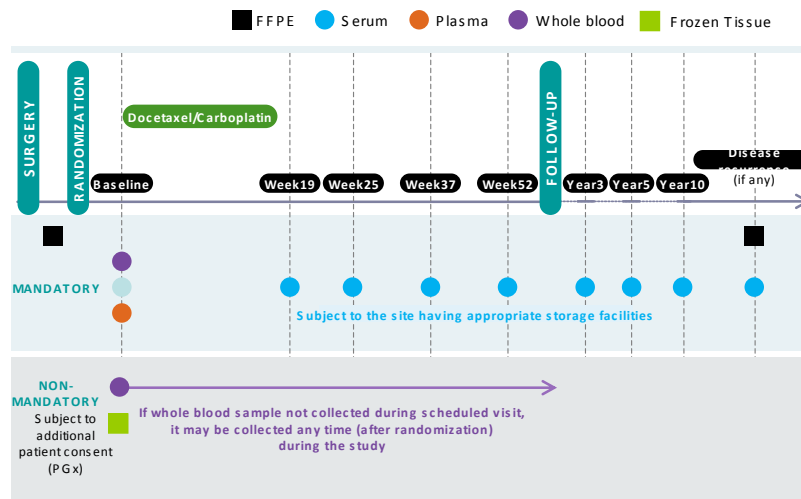 FFPE
Serum
Plasma
Whole blood
Frozen Tissue
SURGERY
RANDOMIZATION
Docetaxel/Carboplatin
FOLLOW-UP
Disease
recurrence
(if any)
Baseline
Week19
Week25
Week37
Week52
Year3
Year5
Year10
MANDATORY
Subject to the site having appropriate storage facilities
NON-
MANDATORY
Subject to
additional
patient consent
(PGx)
If whole blood sample not collected during scheduled visit,
it may be collected any time (after randomization)
during the study